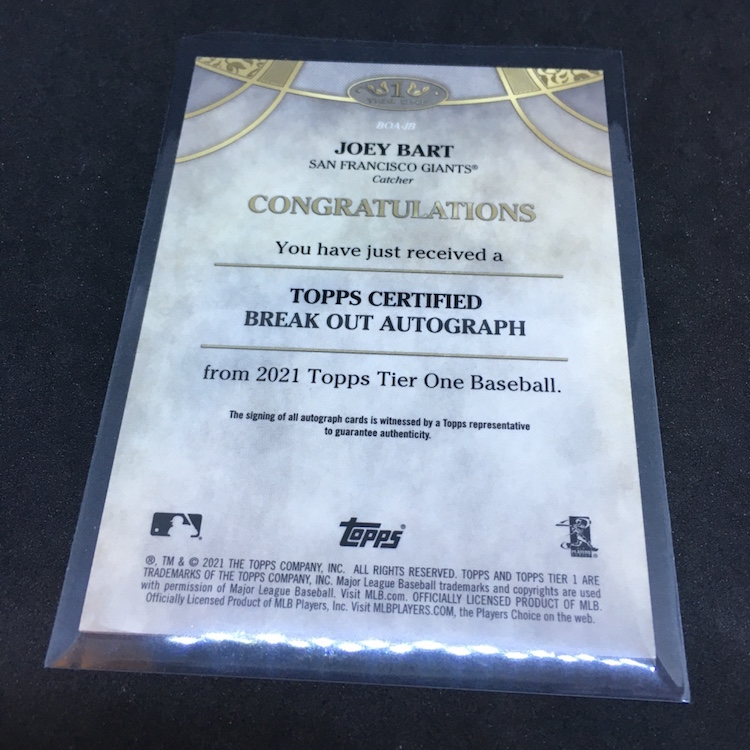 1
BOA-JB
JOEY BART
SAN FRANCISCO GIANTS®
Catcher
CONGRATULATIONS
You have just received a
TOPPS CERTIFIED
BREAK OUT AUTOGRAPH
from 2021 Topps Tier One Baseball.
The signing of all autograph cards is witnessed by a Topps representative
to guarantee authenticity.
Topps®
®, TM & © 2021 THE TOPPS COMPANY, INC. ALL RIGHTS RESERVED. TOPPS AND TOPPS TIER 1 ARE
TRADEMARKS OF THE TOPPS COMPANY, INC. Major League Baseball trademarks and copyrights are used
with permission of Major League Baseball. Visit MLB.com. OFFICIALLY LICENSED PRODUCT OF MLB.
Officially Licensed Product of MLB Players, Inc. Visit MLBPLAYERS.COM, the Players Choice on the web.